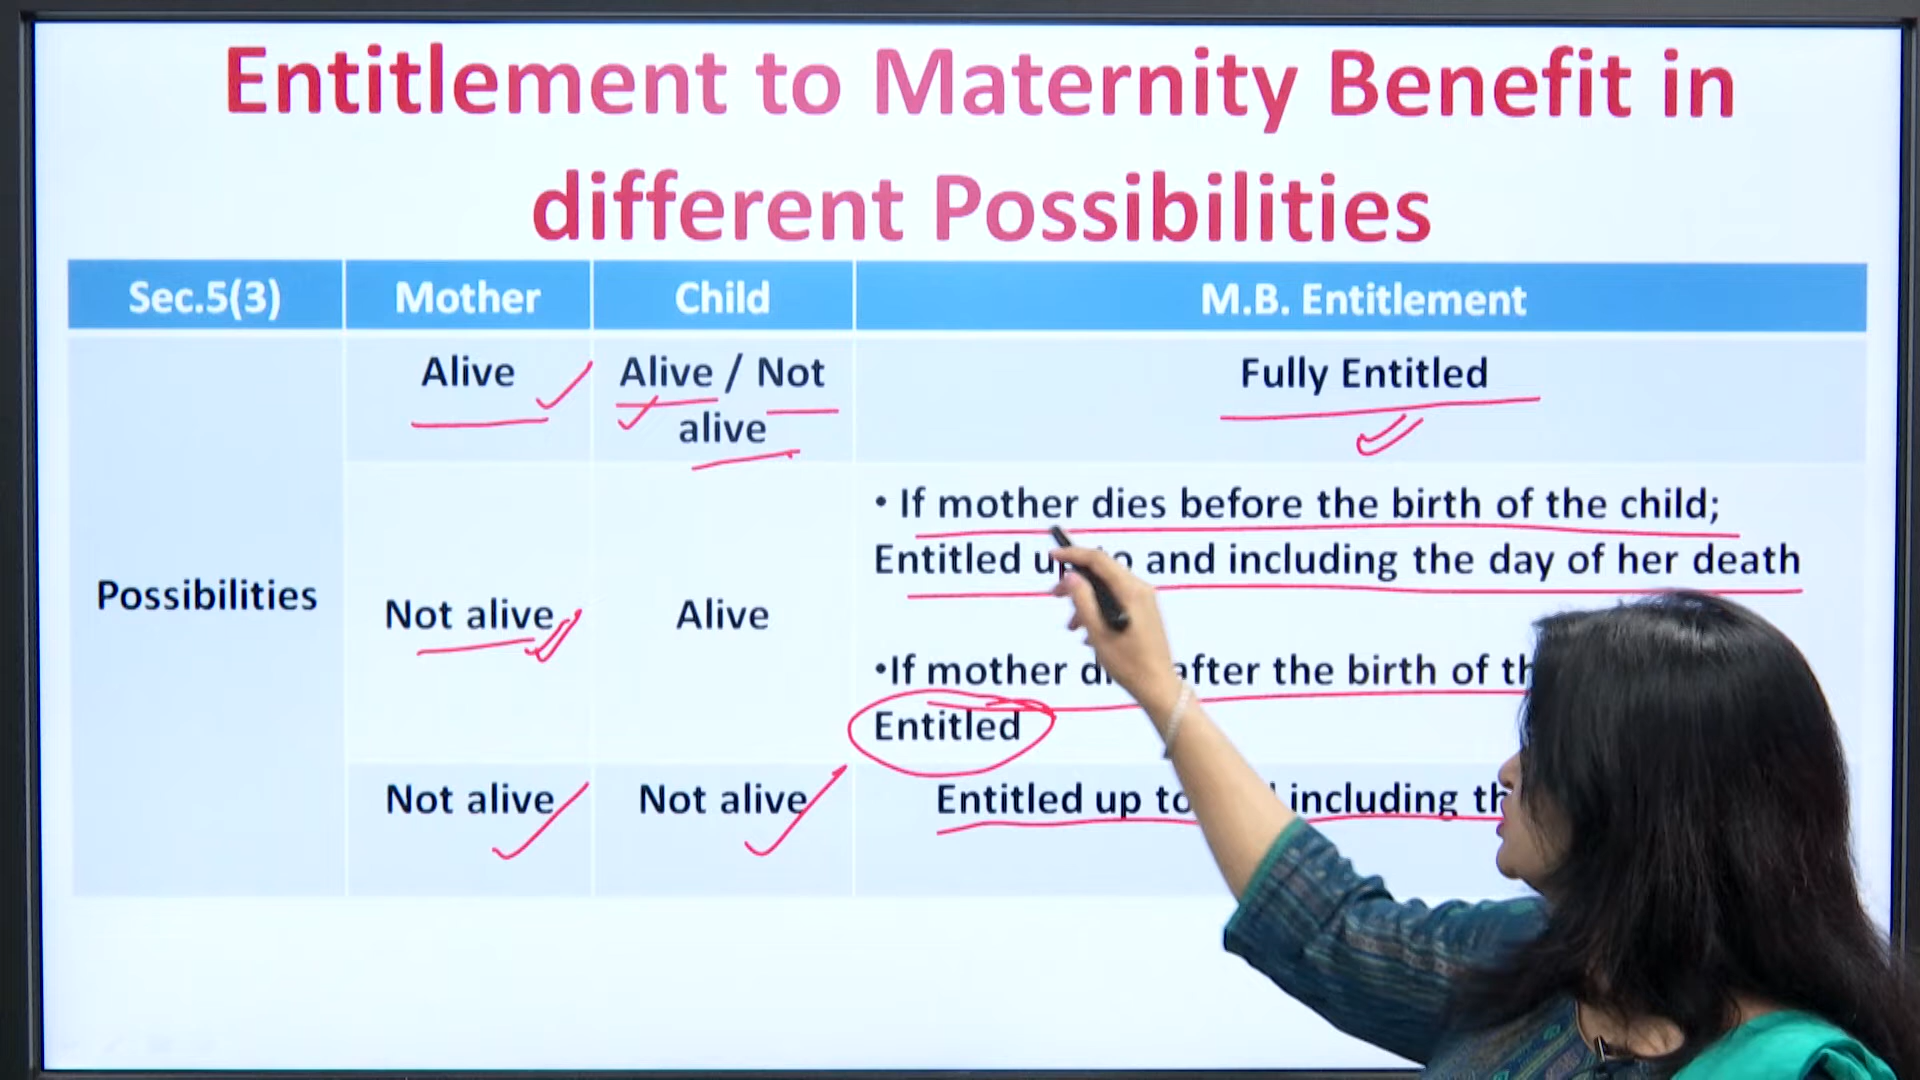 Entitlement to Maternity Benefit in
different Possibilities
Sec.5(3) Mother Child M.B. Entitlement
Possibilities
Alive
Alive / Not
alive
Fully Entitled
Not alive
Alive
• If mother dies before the birth of the child;
Entitled up to and including the day of her death
•If mother after the birth of
Entitled
Not alive Not alive Entitled up to including